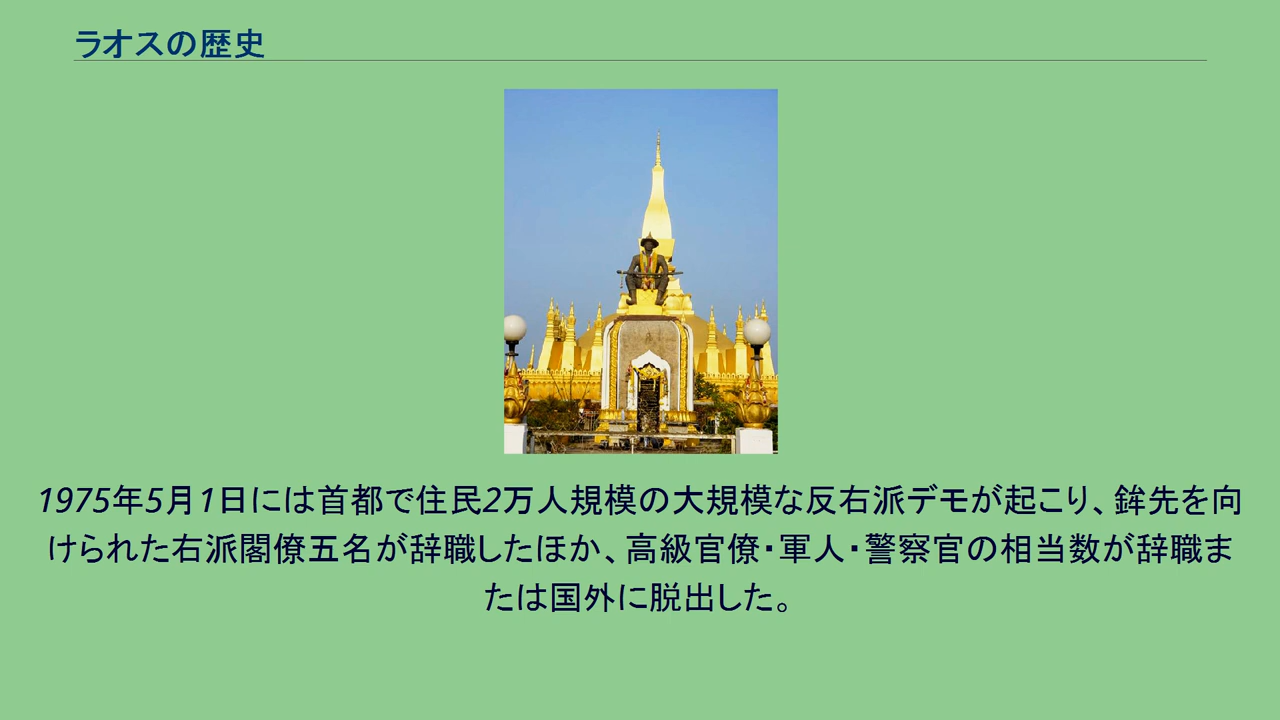 ラオスの歴史
1975年5月1日には首都で住民2万人規模の大規模な反右派デモが起こり、鉾先を向
けられた右派閣僚五名が辞職したほか、高級官僚・軍人・警察官の相当数が辞職ま
たは国外に脱出した。